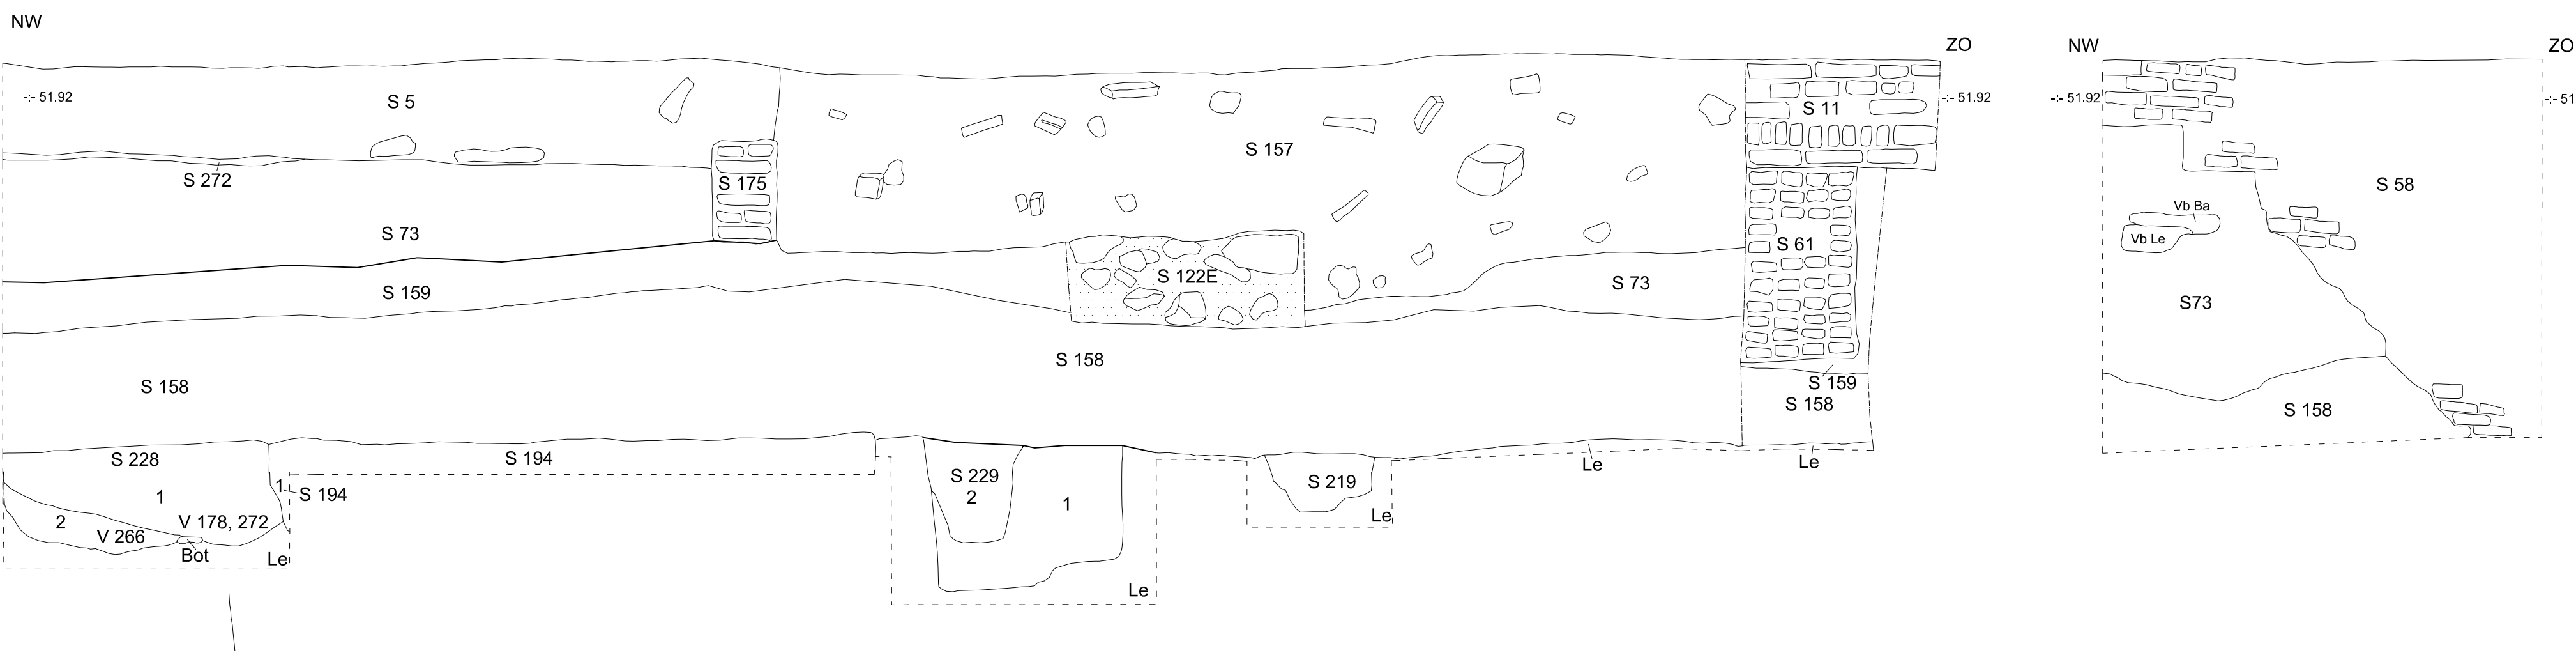 NW
ZO
NW
ZO
-:- 51.92
S 5
S 11
-:- 51.92
-:- 51.92
-:- 51
S 157
S 272
S 175
S 58
Vb Ba
Vb Le
S 73
S 61
S 122E
S 73
S 159
S73
S 158
S 158
S 159
S 158
S 158
S 228
S 194
Le
Le
S 229
2
S 219
1
S 194
1
1
2
V 178, 272
V 266
Bot
Le
Le
Le